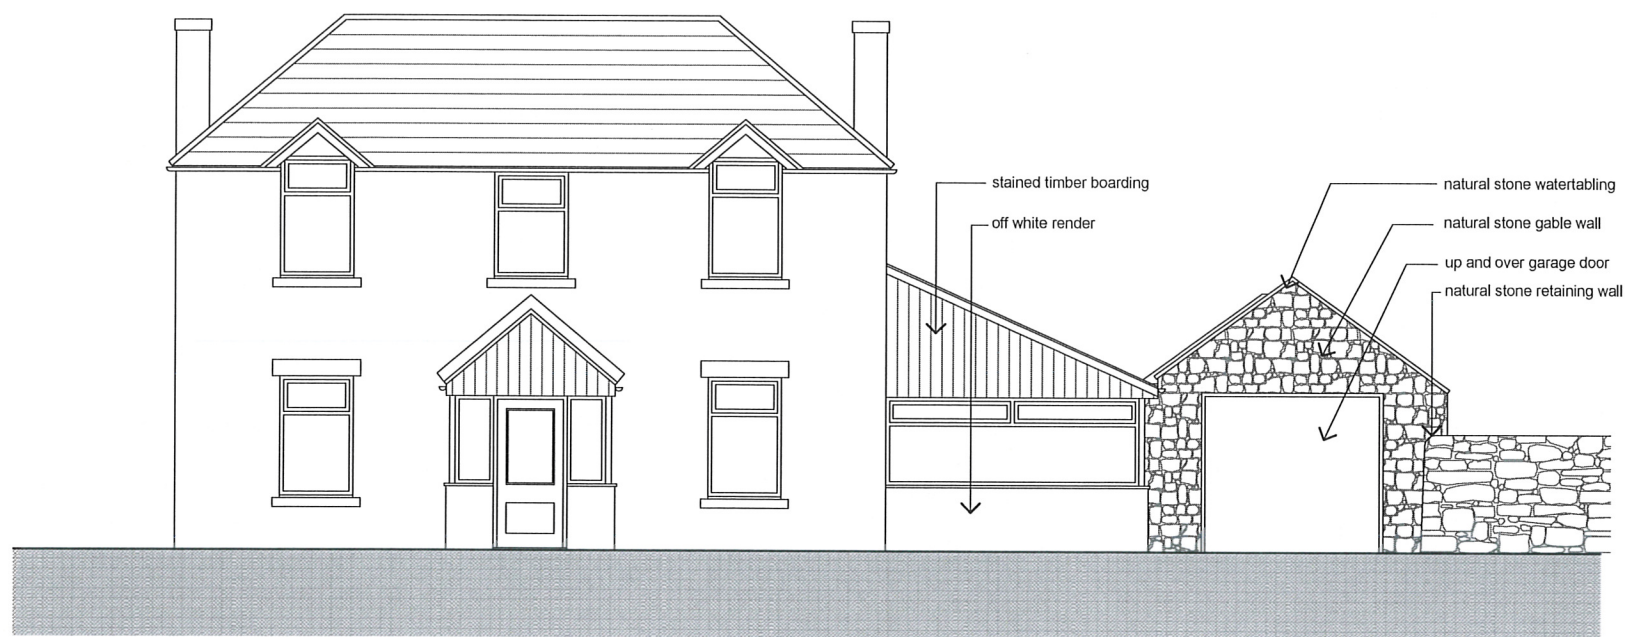 stained timber boarding
off white render
natural stone watertabling
natural stone gable wall
up and over garage door
natural stone retaining wall